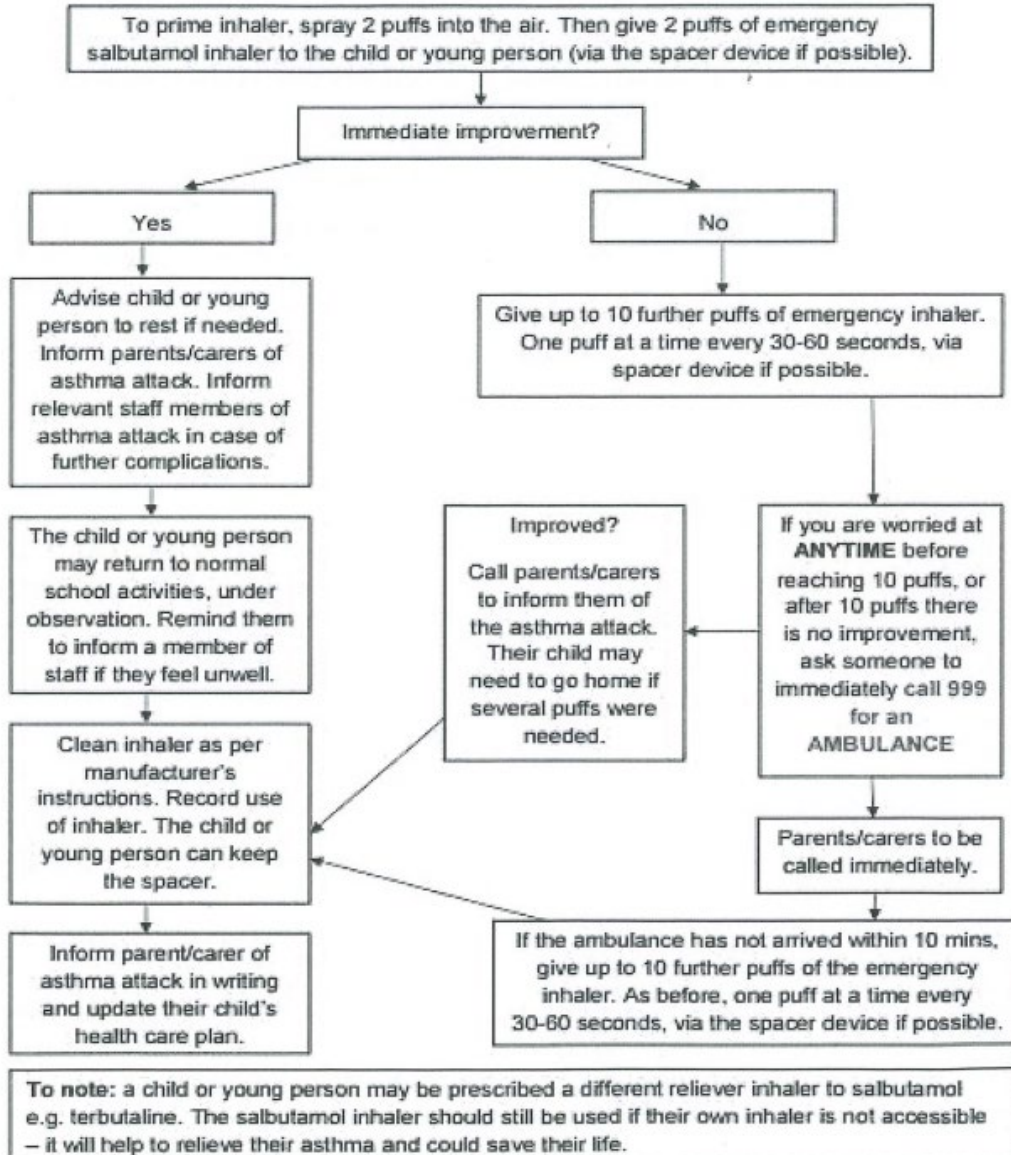 To prime inhaler, spray 2 puffs into the air. Then give 2 puffs of emergency
salbutamol inhaler to the child or young person (via the spacer device if possible).
Immediate improvement?
Yes
No
Advise child or young
person to rest if needed.
Inform parents/carers of
asthma attack. Inform
relevant staff members of
asthma attack in case of
further complications.
Give up to 10 further puffs of emergency inhaler.
One puff at a time every 30-60 seconds, via
spacer device if possible.
The child or young person
may return to normal
school activities, under
observation. Remind them
to inform a member of
staff if they feel unwell.
Improved?
Call parents/carers
to inform them of
the asthma attack.
Their child may
need to go home if
several puffs were
needed.
If you are worried at
ANYTIME before
reaching 10 puffs, or
after 10 puffs there
is no improvement,
ask someone to
immediately call 999
for an
AMBULANCE
Clean inhaler as per
manufacturer's
instructions. Record use
of inhaler. The child or
young person can keep
the spacer.
Parents/carers to be
called immediately.
Inform parent/carer of
asthma attack in writing
and update their child's
health care plan.
If the ambulance has not arrived within 10 mins,
give up to 10 further puffs of the emergency
inhaler. As before, one puff at a time every
30-60 seconds, via the spacer device if possible.
To note: a child or young person may be prescribed a different reliever inhaler to salbutamol
e.g. terbutaline. The salbutamol inhaler should still be used if their own inhaler is not accessible
– it will help to relieve their asthma and could save their life.